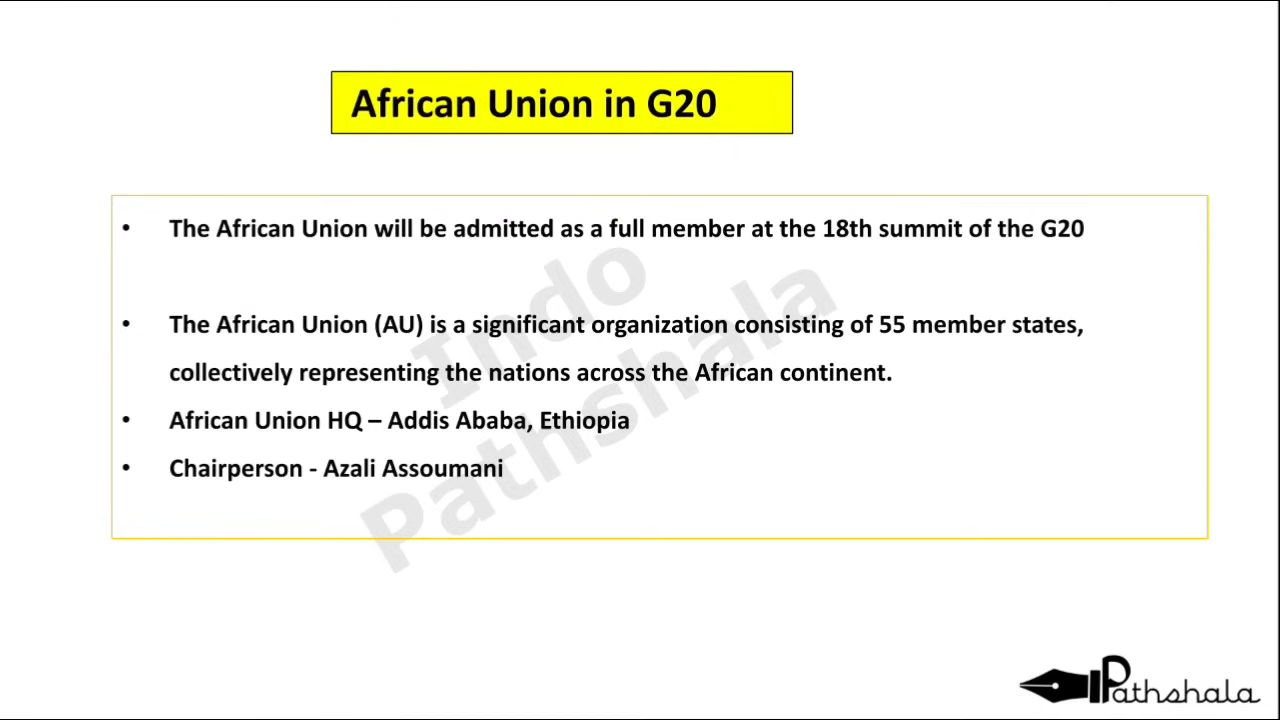 African Union in G20
• The African Union will be admitted as a full member at the 18th summit of the G20
• The African Union (AU) is a significant organization consisting of 55 member states,
collectively representing the nations across the African continent.
• African Union HQ – Addis Ababa, Ethiopia
• Chairperson - Azali Assoumani
Indo
Pathshala
Pathshala